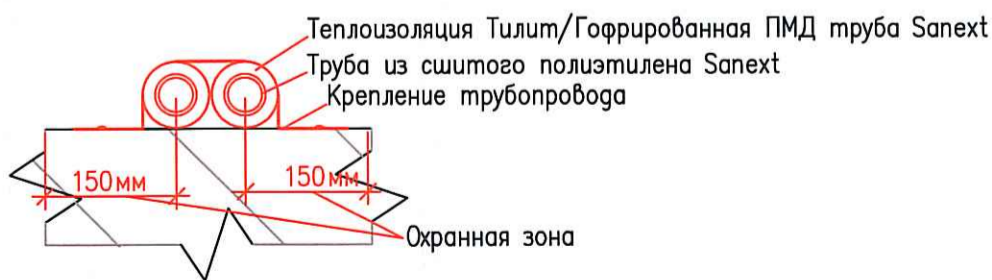 Теплоизоляция Тилит/Гофрированная ПМД труба Sanext
Труба из сшитого полиэтилена Sanext
Крепление трубопровода
150мм 150мм
Охранная зона